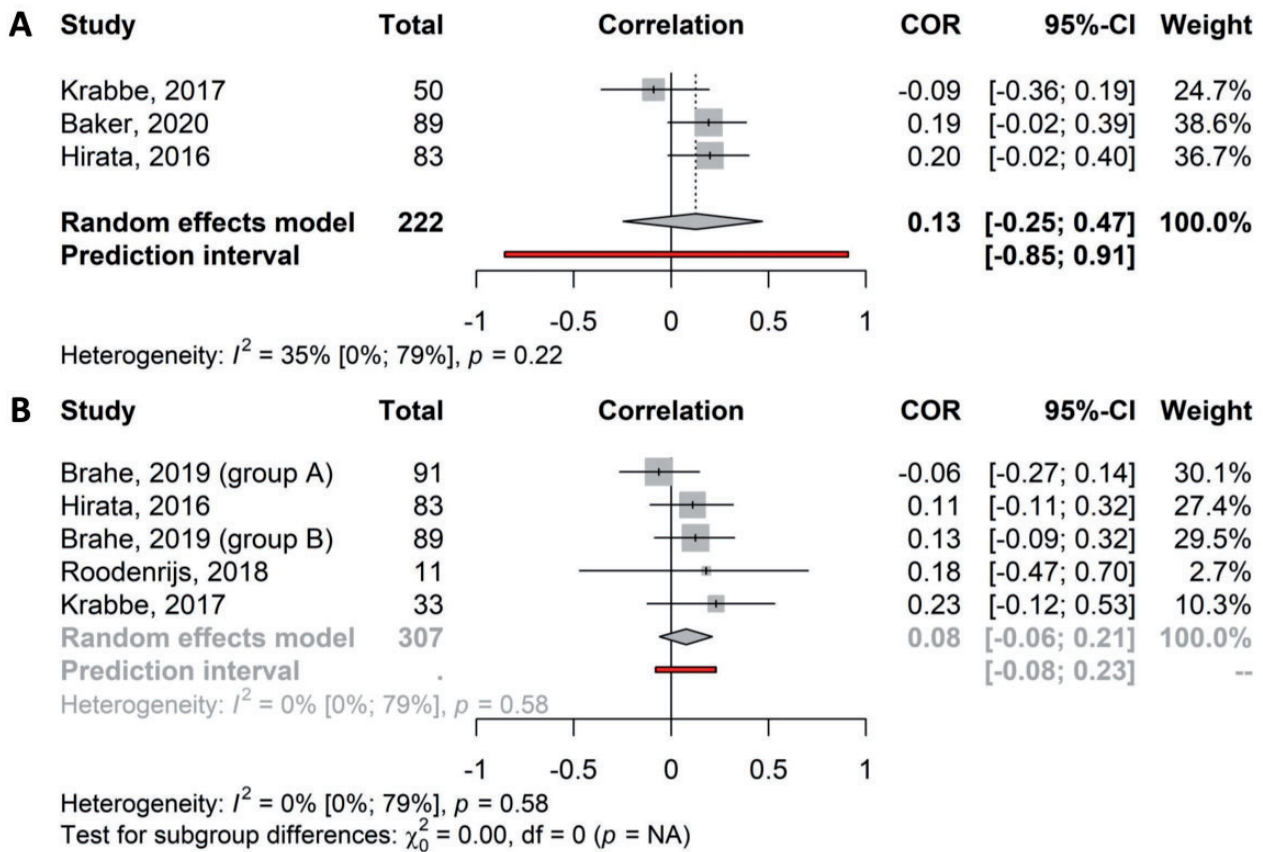 A Study Total Correlation COR 95%-CI Weight
Krabbe, 2017 50 -0.09 [-0.36; 0.19] 24.7%
Baker, 2020 89 0.19 [-0.02; 0.39] 38.6%
Hirata, 2016 83 0.20 [-0.02; 0.40] 36.7%
Random effects model 222 0.13 [-0.25; 0.47] 100.0%
Prediction interval [-0.85; 0.91]
-1 -0.5 0 0.5 1
Heterogeneity: I² = 35% [0%; 79%], p = 0.22
B Study Total Correlation COR 95%-CI Weight
Brahe, 2019 (group A) 91 -0.06 [-0.27; 0.14] 30.1%
Hirata, 2016 83 0.11 [-0.11; 0.32] 27.4%
Brahe, 2019 (group B) 89 0.13 [-0.09; 0.32] 29.5%
Roodenrijs, 2018 11 0.18 [-0.47; 0.70] 2.7%
Krabbe, 2017 33 0.23 [-0.12; 0.53] 10.3%
Random effects model 307 0.08 [-0.06; 0.21] 100.0%
Prediction interval . [-0.08; 0.23] --
Heterogeneity: I² = 0% [0%; 79%], p = 0.58
-1 -0.5 0 0.5 1
Heterogeneity: I² = 0% [0%; 79%], p = 0.58
Test for subgroup differences: χ₀² = 0.00, df = 0 (p = NA)